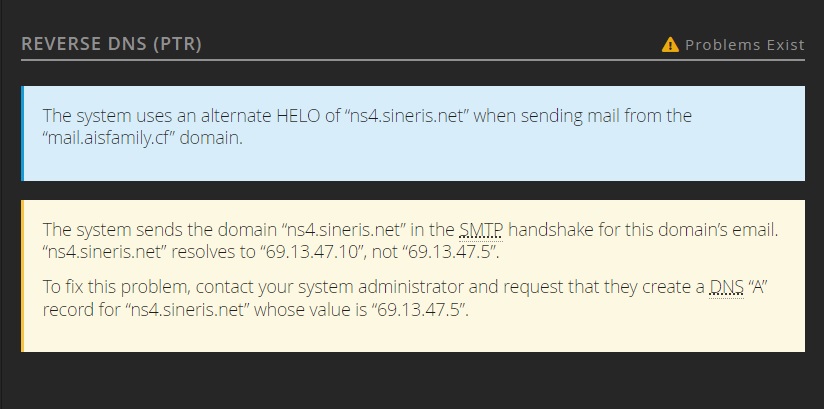 REVERSE DNS (PTR)
Problems Exist
The system uses an alternate HELO of “ns4.sineris.net” when sending mail from the
“mail.aisfamily.cf” domain.
The system sends the domain “ns4.sineris.net” in the SMTP handshake for this domain’s email.
“ns4.sineris.net” resolves to “69.13.47.10”, not “69.13.47.5”.
To fix this problem, contact your system administrator and request that they create a DNS “A”
record for “ns4.sineris.net” whose value is “69.13.47.5”.